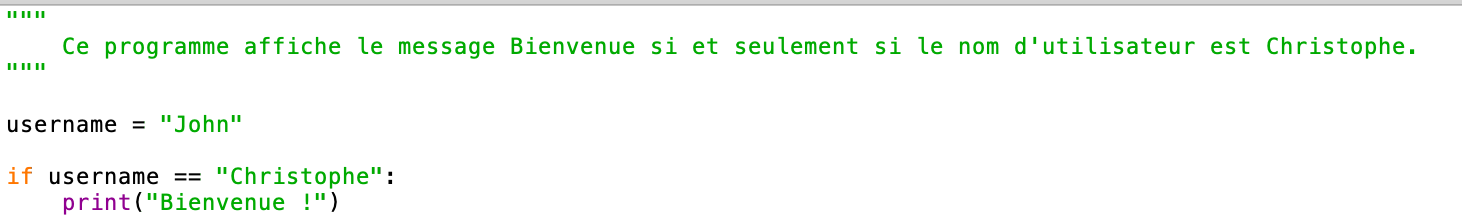 """
    Ce programme affiche le message Bienvenue si et seulement si le nom d'utilisateur est Christophe.
"""
username = "John"
if username == "Christophe":
    print("Bienvenue !")